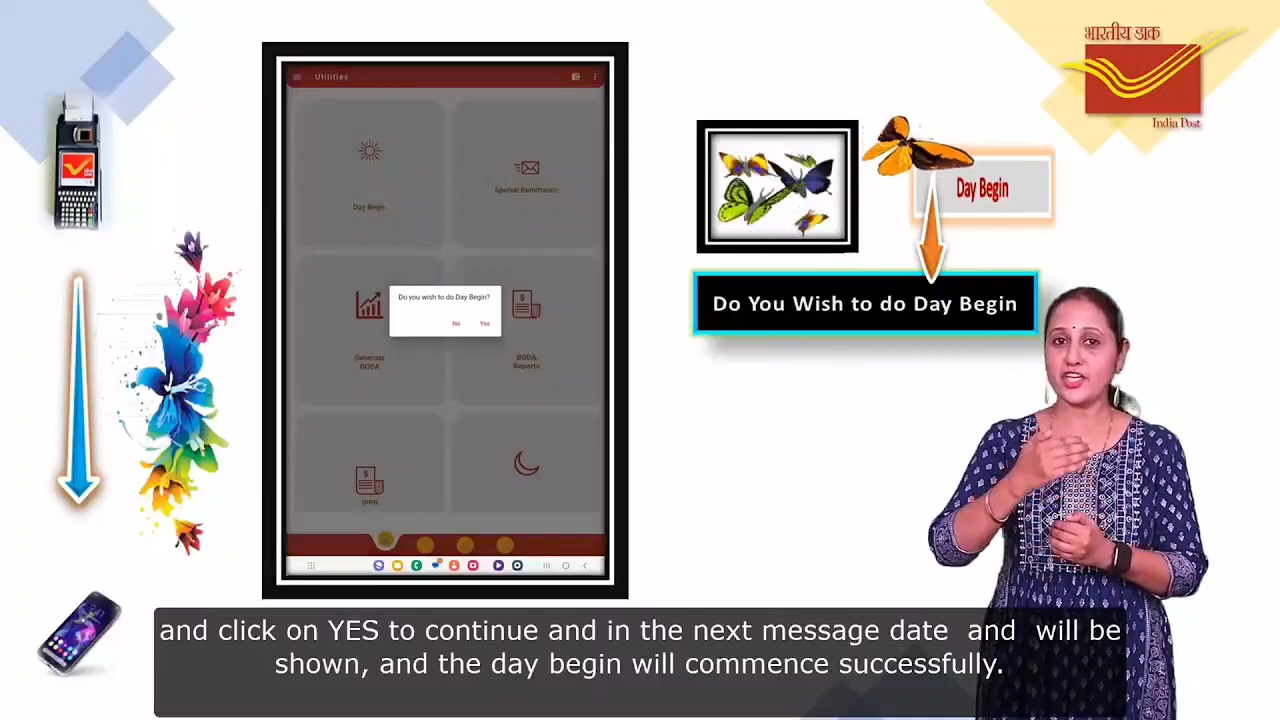 Utilities
Day Begin
Special Remittance
Do you wish to do Day Begin?
No Yes
Generate
BODA
BODA
Reports
IPPB
भारतीय डाक
India Post
Day Begin
Do You Wish to do Day Begin
and click on YES to continue and in the next message date and will be
shown, and the day begin will commence successfully.